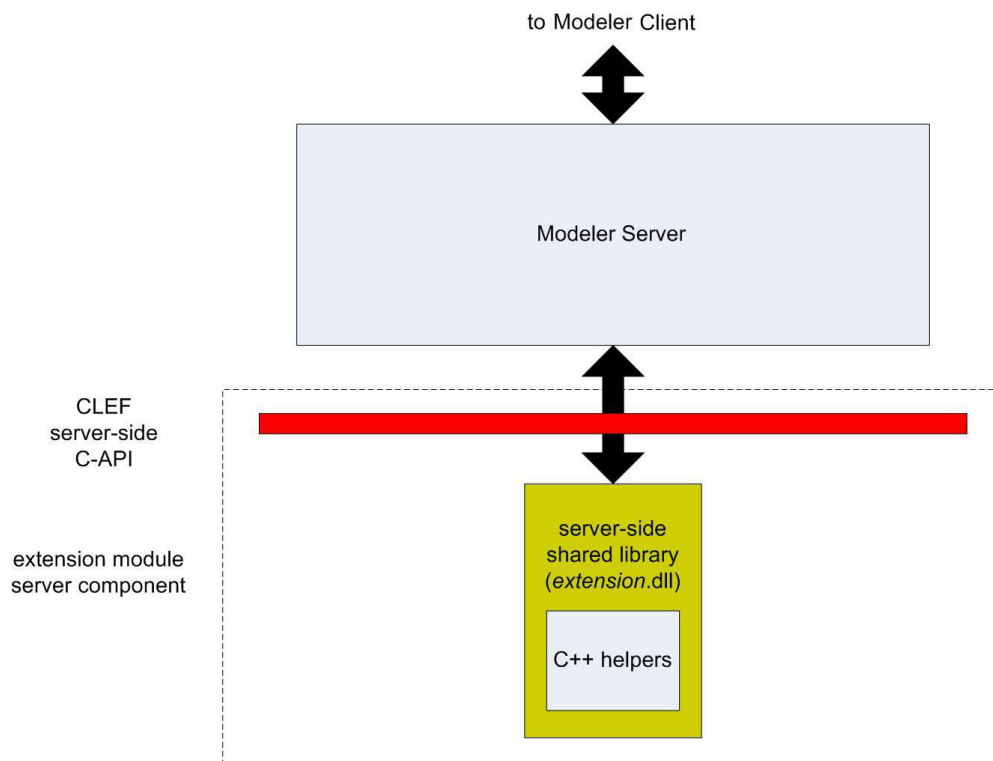 to Modeler Client
Modeler Server
CLEF
server-side
C-API
extension module
server component
server-side
shared library
(extension.dll)
C++ helpers